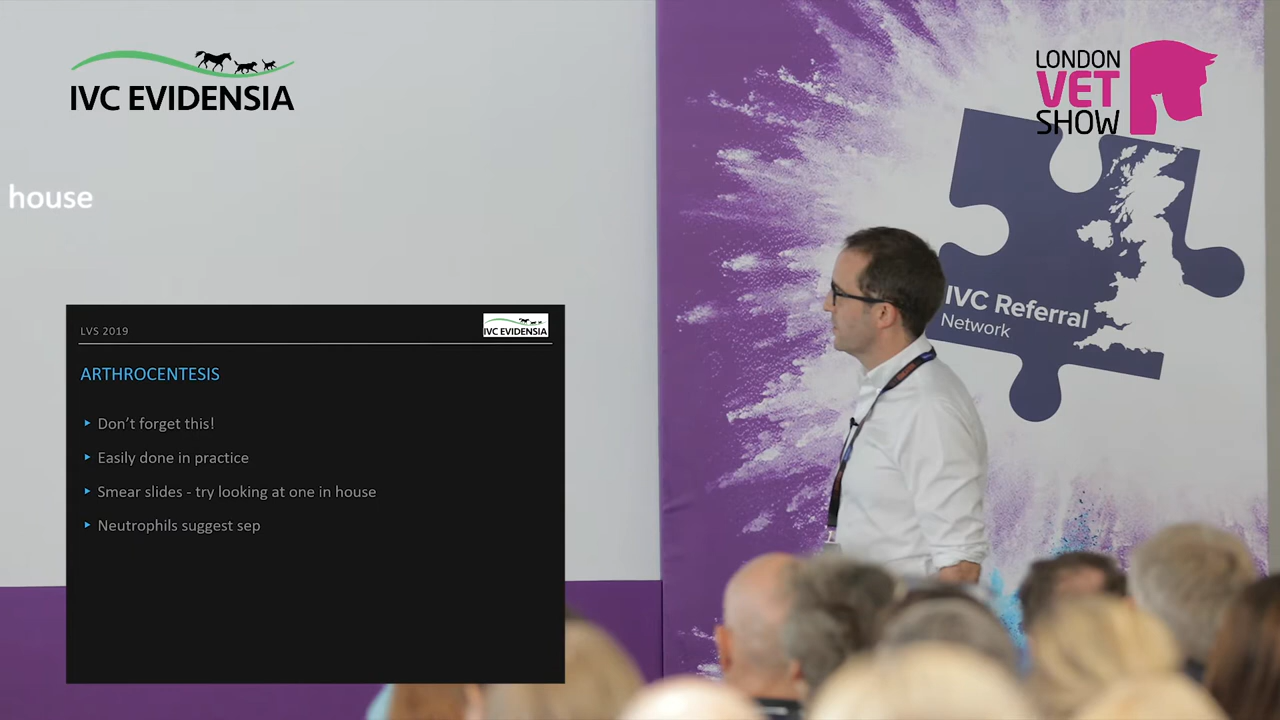 IVC EVIDENSIA
LONDON
VET
SHOW
house
IVC Referral
Network
LVS 2019
IVC EVIDENSIA
ARTHROCENTESIS
Don't forget this!
Easily done in practice
Smear slides - try looking at one in house
Neutrophils suggest sep